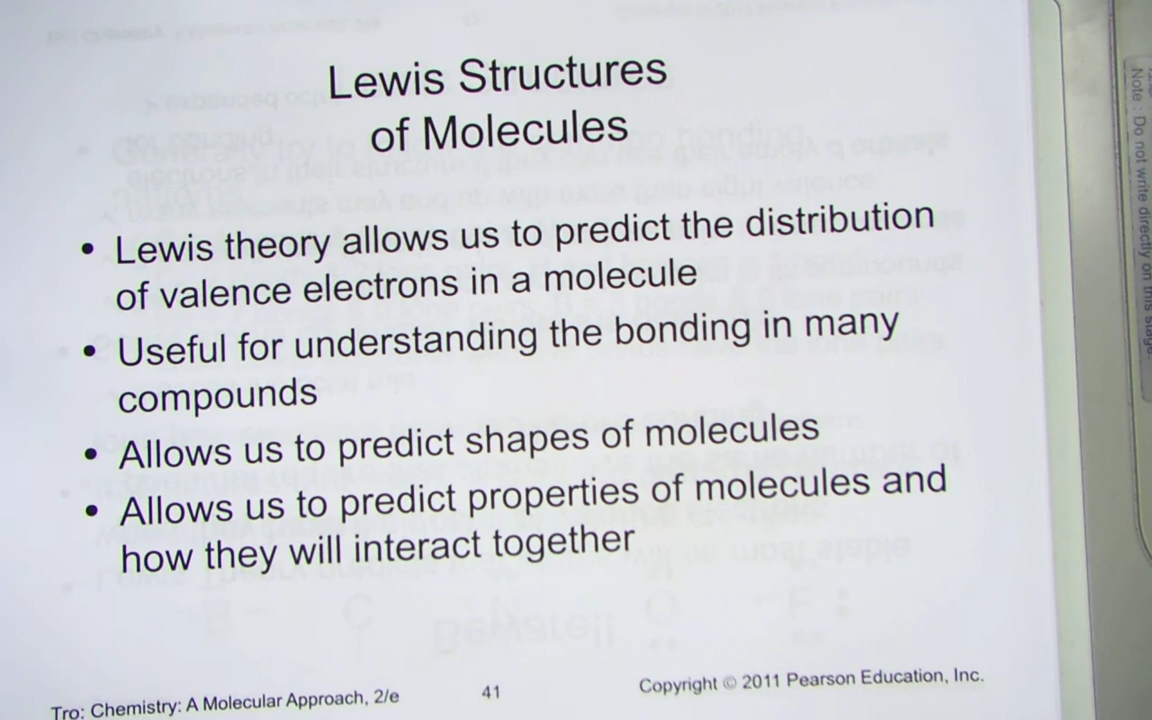 Lewis Structures
of Molecules
• Lewis theory allows us to predict the distribution
of valence electrons in a molecule
• Useful for understanding the bonding in many
compounds
• Allows us to predict shapes of molecules
• Allows us to predict properties of molecules and
how they will interact together
Tro: Chemistry: A Molecular Approach, 2/e
41
Copyright © 2011 Pearson Education, Inc.
Note : Do not write directly on this stage.